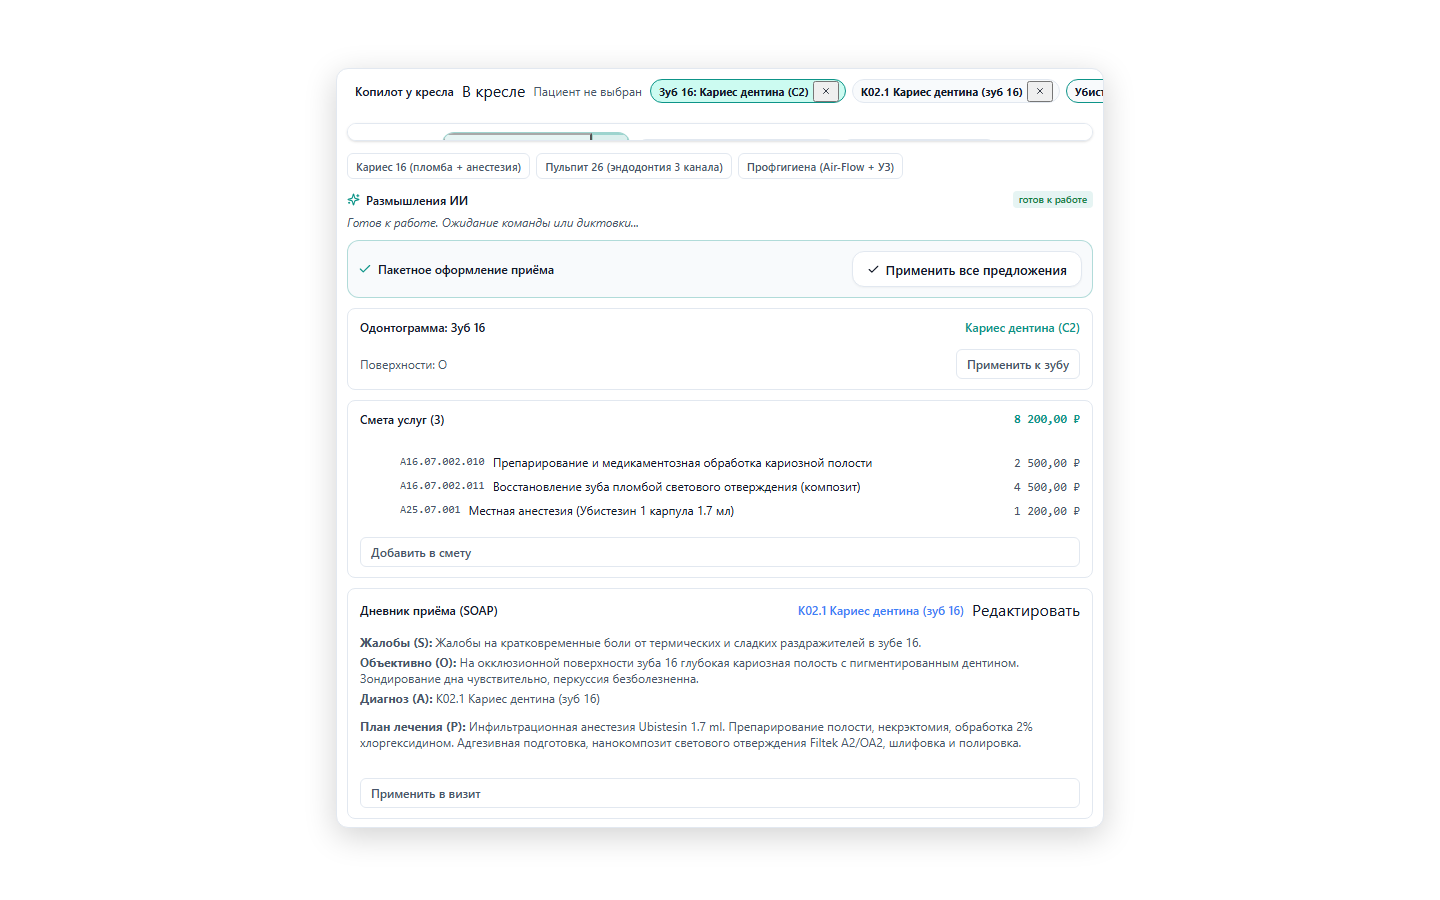 Копилот у кресла В кресле Пациент не выбран Зуб 16: Кариес дентина (C2) × K02.1 Кариес дентина (зуб 16) × Убист
Кариес 16 (пломба + анестезия) Пульпит 26 (эндодонтия 3 канала) Профгигиена (Air-Flow + УЗ)
Размышления ИИ готов к работе
Готов к работе. Ожидание команды или диктовки...
Пакетное оформление приёма Применить все предложения
Одонтограмма: Зуб 16 Кариес дентина (C2)
Поверхности: O Применить к зубу
Смета услуг (3) 8 200,00 ₽
A16.07.002.010 Препарирование и медикаментозная обработка кариозной полости 2 500,00 ₽
A16.07.002.011 Восстановление зуба пломбой светового отверждения (композит) 4 500,00 ₽
A25.07.001 Местная анестезия (Убистезин 1 карпула 1.7 мл) 1 200,00 ₽
Добавить в смету
Дневник приёма (SOAP) K02.1 Кариес дентина (зуб 16) Редактировать
Жалобы (S): Жалобы на кратковременные боли от термических и сладких раздражителей в зубе 16.
Объективно (O): На окклюзионной поверхности зуба 16 глубокая кариозная полость с пигментированным дентином.
Зондирование дна чувствительно, перкуссия безболезненна.
Диагноз (A): K02.1 Кариес дентина (зуб 16)
План лечения (P): Инфильтрационная анестезия Ubistesin 1.7 ml. Препарирование полости, некрэктомия, обработка 2%
хлоргексидином. Адгезивная подготовка, нанокомпозит светового отверждения Filtek A2/OA2, шлифовка и полировка.
Применить в визит